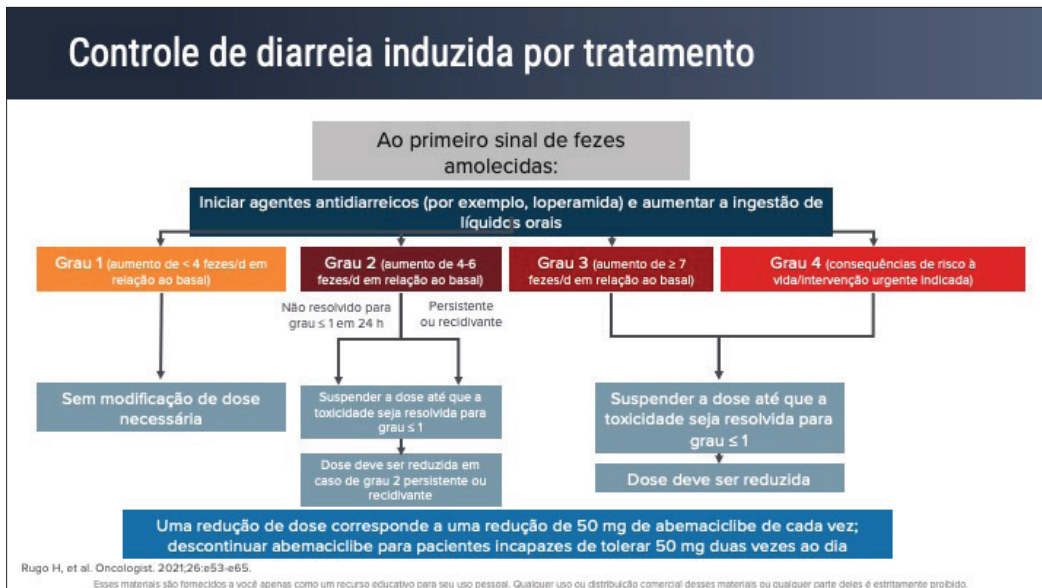 Controle de diarreia induzida por tratamento
Ao primeiro sinal de fezes
amolecidas:
Iniciar agentes antidiarreicos (por exemplo, loperamida) e aumentar a ingestão de
líquidos orais
Grau 1 (aumento de < 4 fezes/d em
relação ao basal)
Grau 2 (aumento de 4-6
fezes/d em relação ao basal)
Grau 3 (aumento de ≥ 7
fezes/d em relação ao basal)
Grau 4 (consequências de risco à
vida/intervenção urgente indicada)
Não resolvido para
grau ≤ 1 em 24 h
Persistente
ou recidivante
Sem modificação de dose
necessária
Suspender a dose até que a
toxicidade seja resolvida para
grau ≤ 1
Dose deve ser reduzida em
caso de grau 2 persistente ou
recidivante
Suspender a dose até que a
toxicidade seja resolvida para
grau ≤ 1
Dose deve ser reduzida
Uma redução de dose corresponde a uma redução de 50 mg de abemaciclibe de cada vez;
descontinuar abemaciclibe para pacientes incapazes de tolerar 50 mg duas vezes ao dia
Rugo H, et al. Oncologist. 2021;26:e53-e65.
Esses materiais são fornecidos a você apenas como um recurso educativo para seu uso pessoal. Qualquer uso ou distribuição comercial desses materiais ou qualquer parte deles é estritamente proibido.